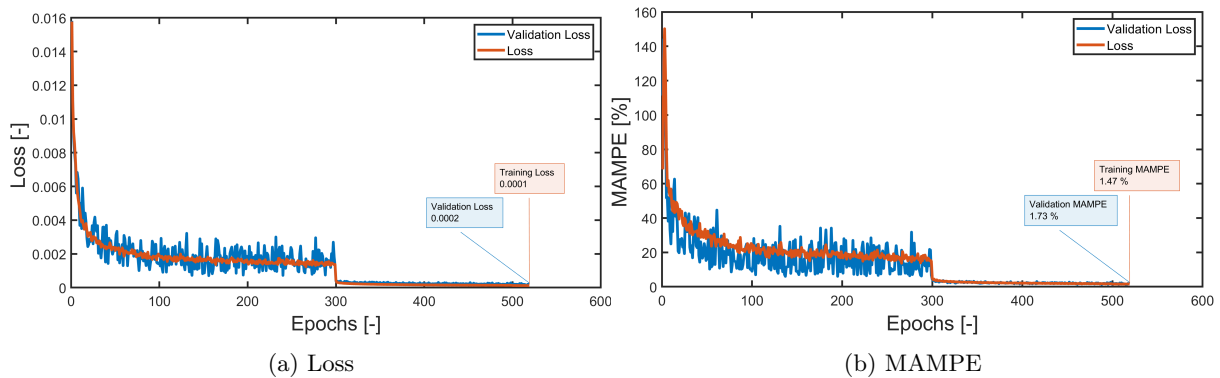 0.016
0.014
0.012
0.01
0.008
0.006
0.004
0.002
0
Loss [-]
Validation Loss
Loss
Training Loss
0.0001
Validation Loss
0.0002
0 100 200 300 400 500 600
Epochs [-]
(a) Loss
160
140
120
100
80
60
40
20
0
MAMPE [%]
Validation Loss
Loss
Training MAMPE
1.47 %
Validation MAMPE
1.73 %
0 100 200 300 400 500 600
Epochs [-]
(b) MAMPE